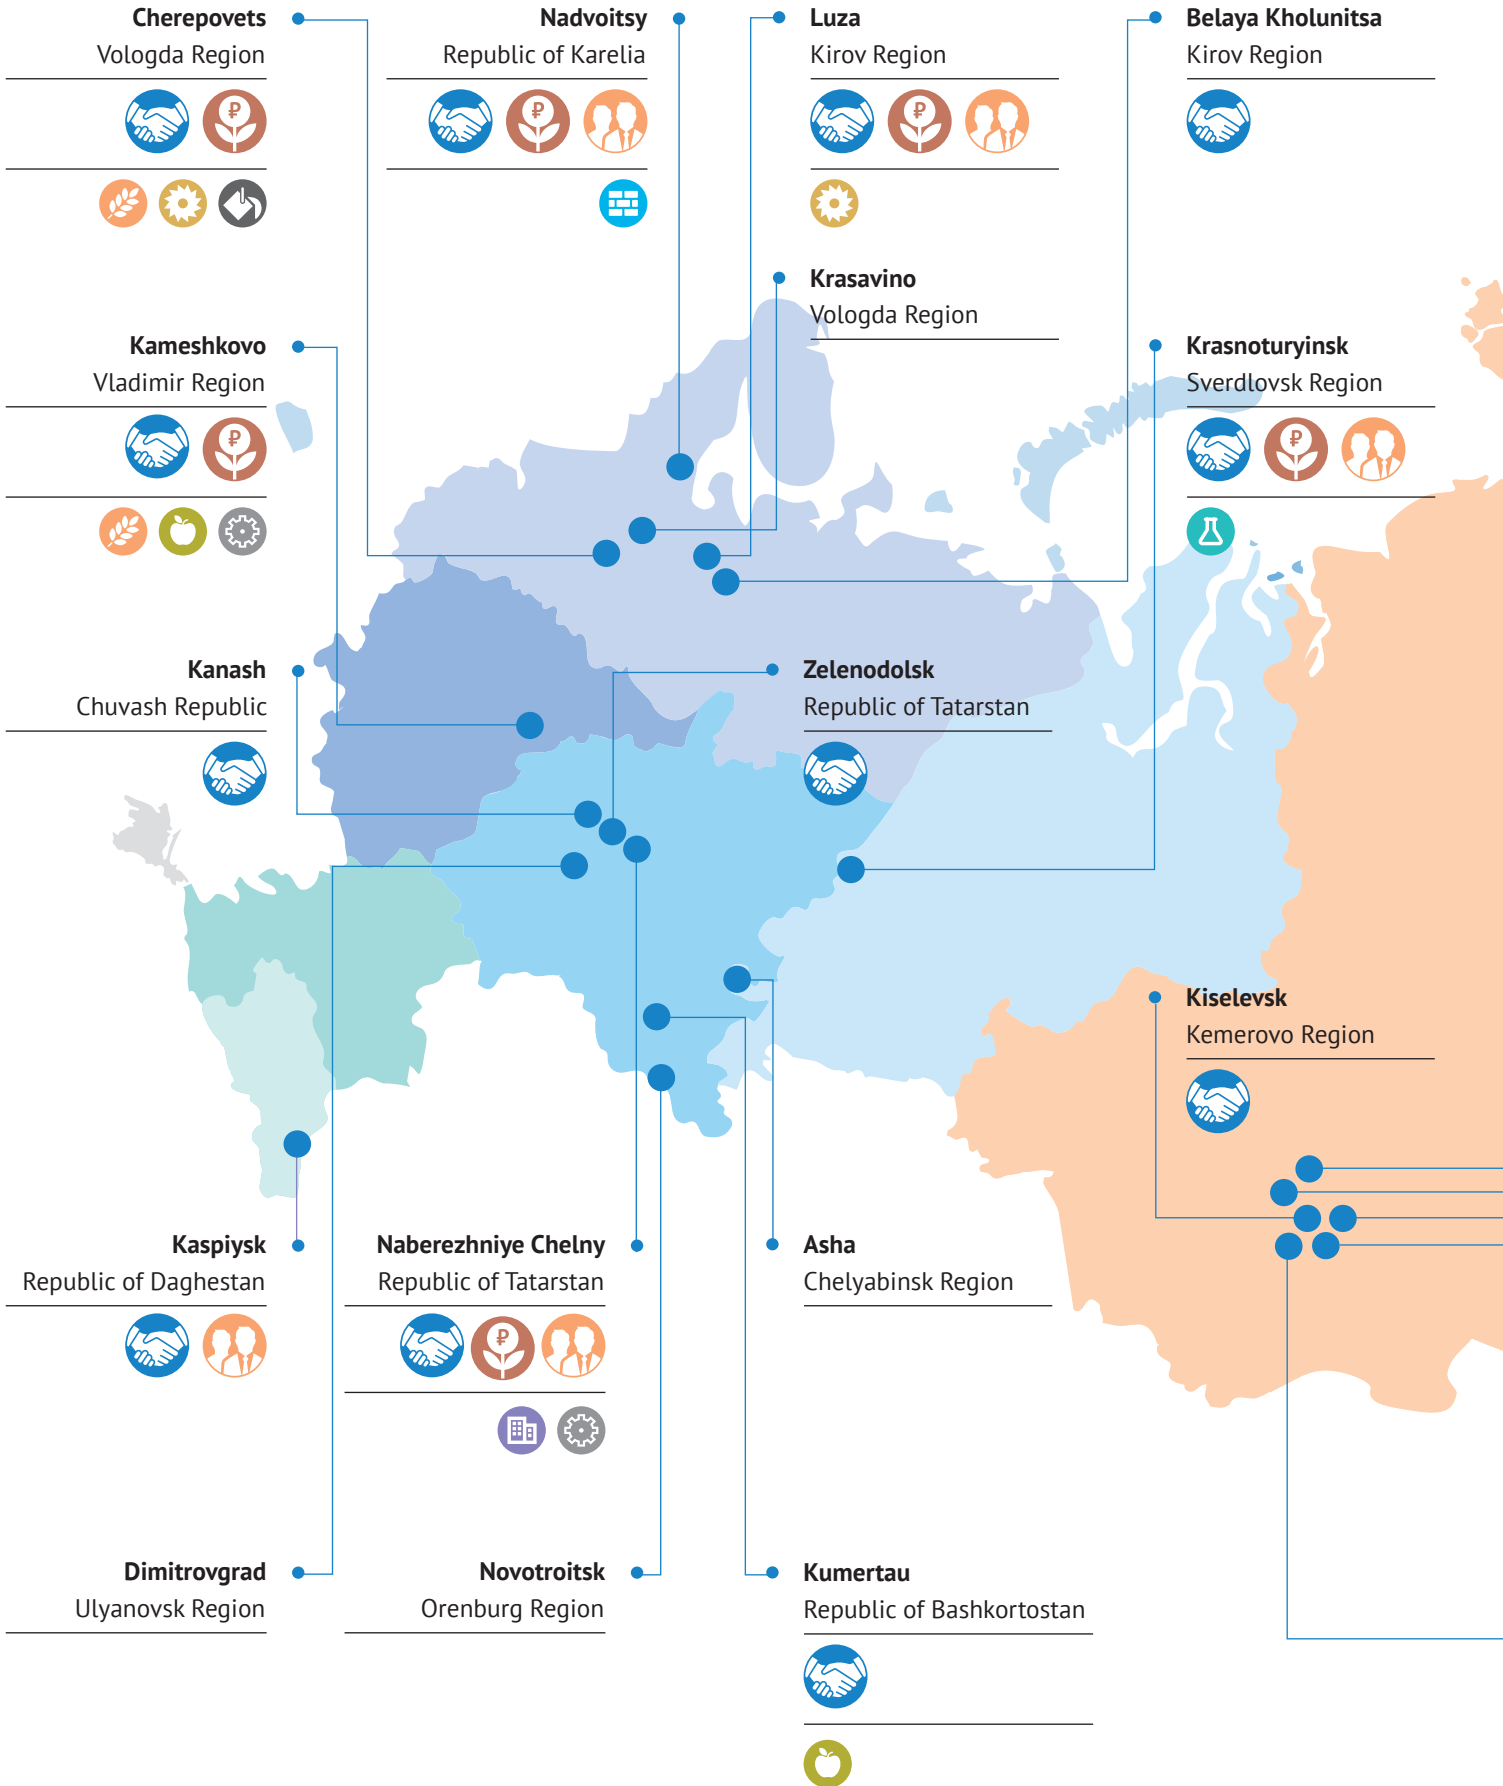 Cherepovets
Vologda Region
Nadvoitsy
Republic of Karelia
Luza
Kirov Region
Belaya Kholunitsa
Kirov Region
Krasavino
Vologda Region
Kameshkovo
Vladimir Region
Krasnoturyinsk
Sverdlovsk Region
Kanash
Chuvash Republic
Zelenodolsk
Republic of Tatarstan
Kiselevsk
Kemerovo Region
Kaspiysk
Republic of Daghestan
Naberezhniye Chelny
Republic of Tatarstan
Asha
Chelyabinsk Region
Dimitrovgrad
Ulyanovsk Region
Novotroitsk
Orenburg Region
Kumertau
Republic of Bashkortostan